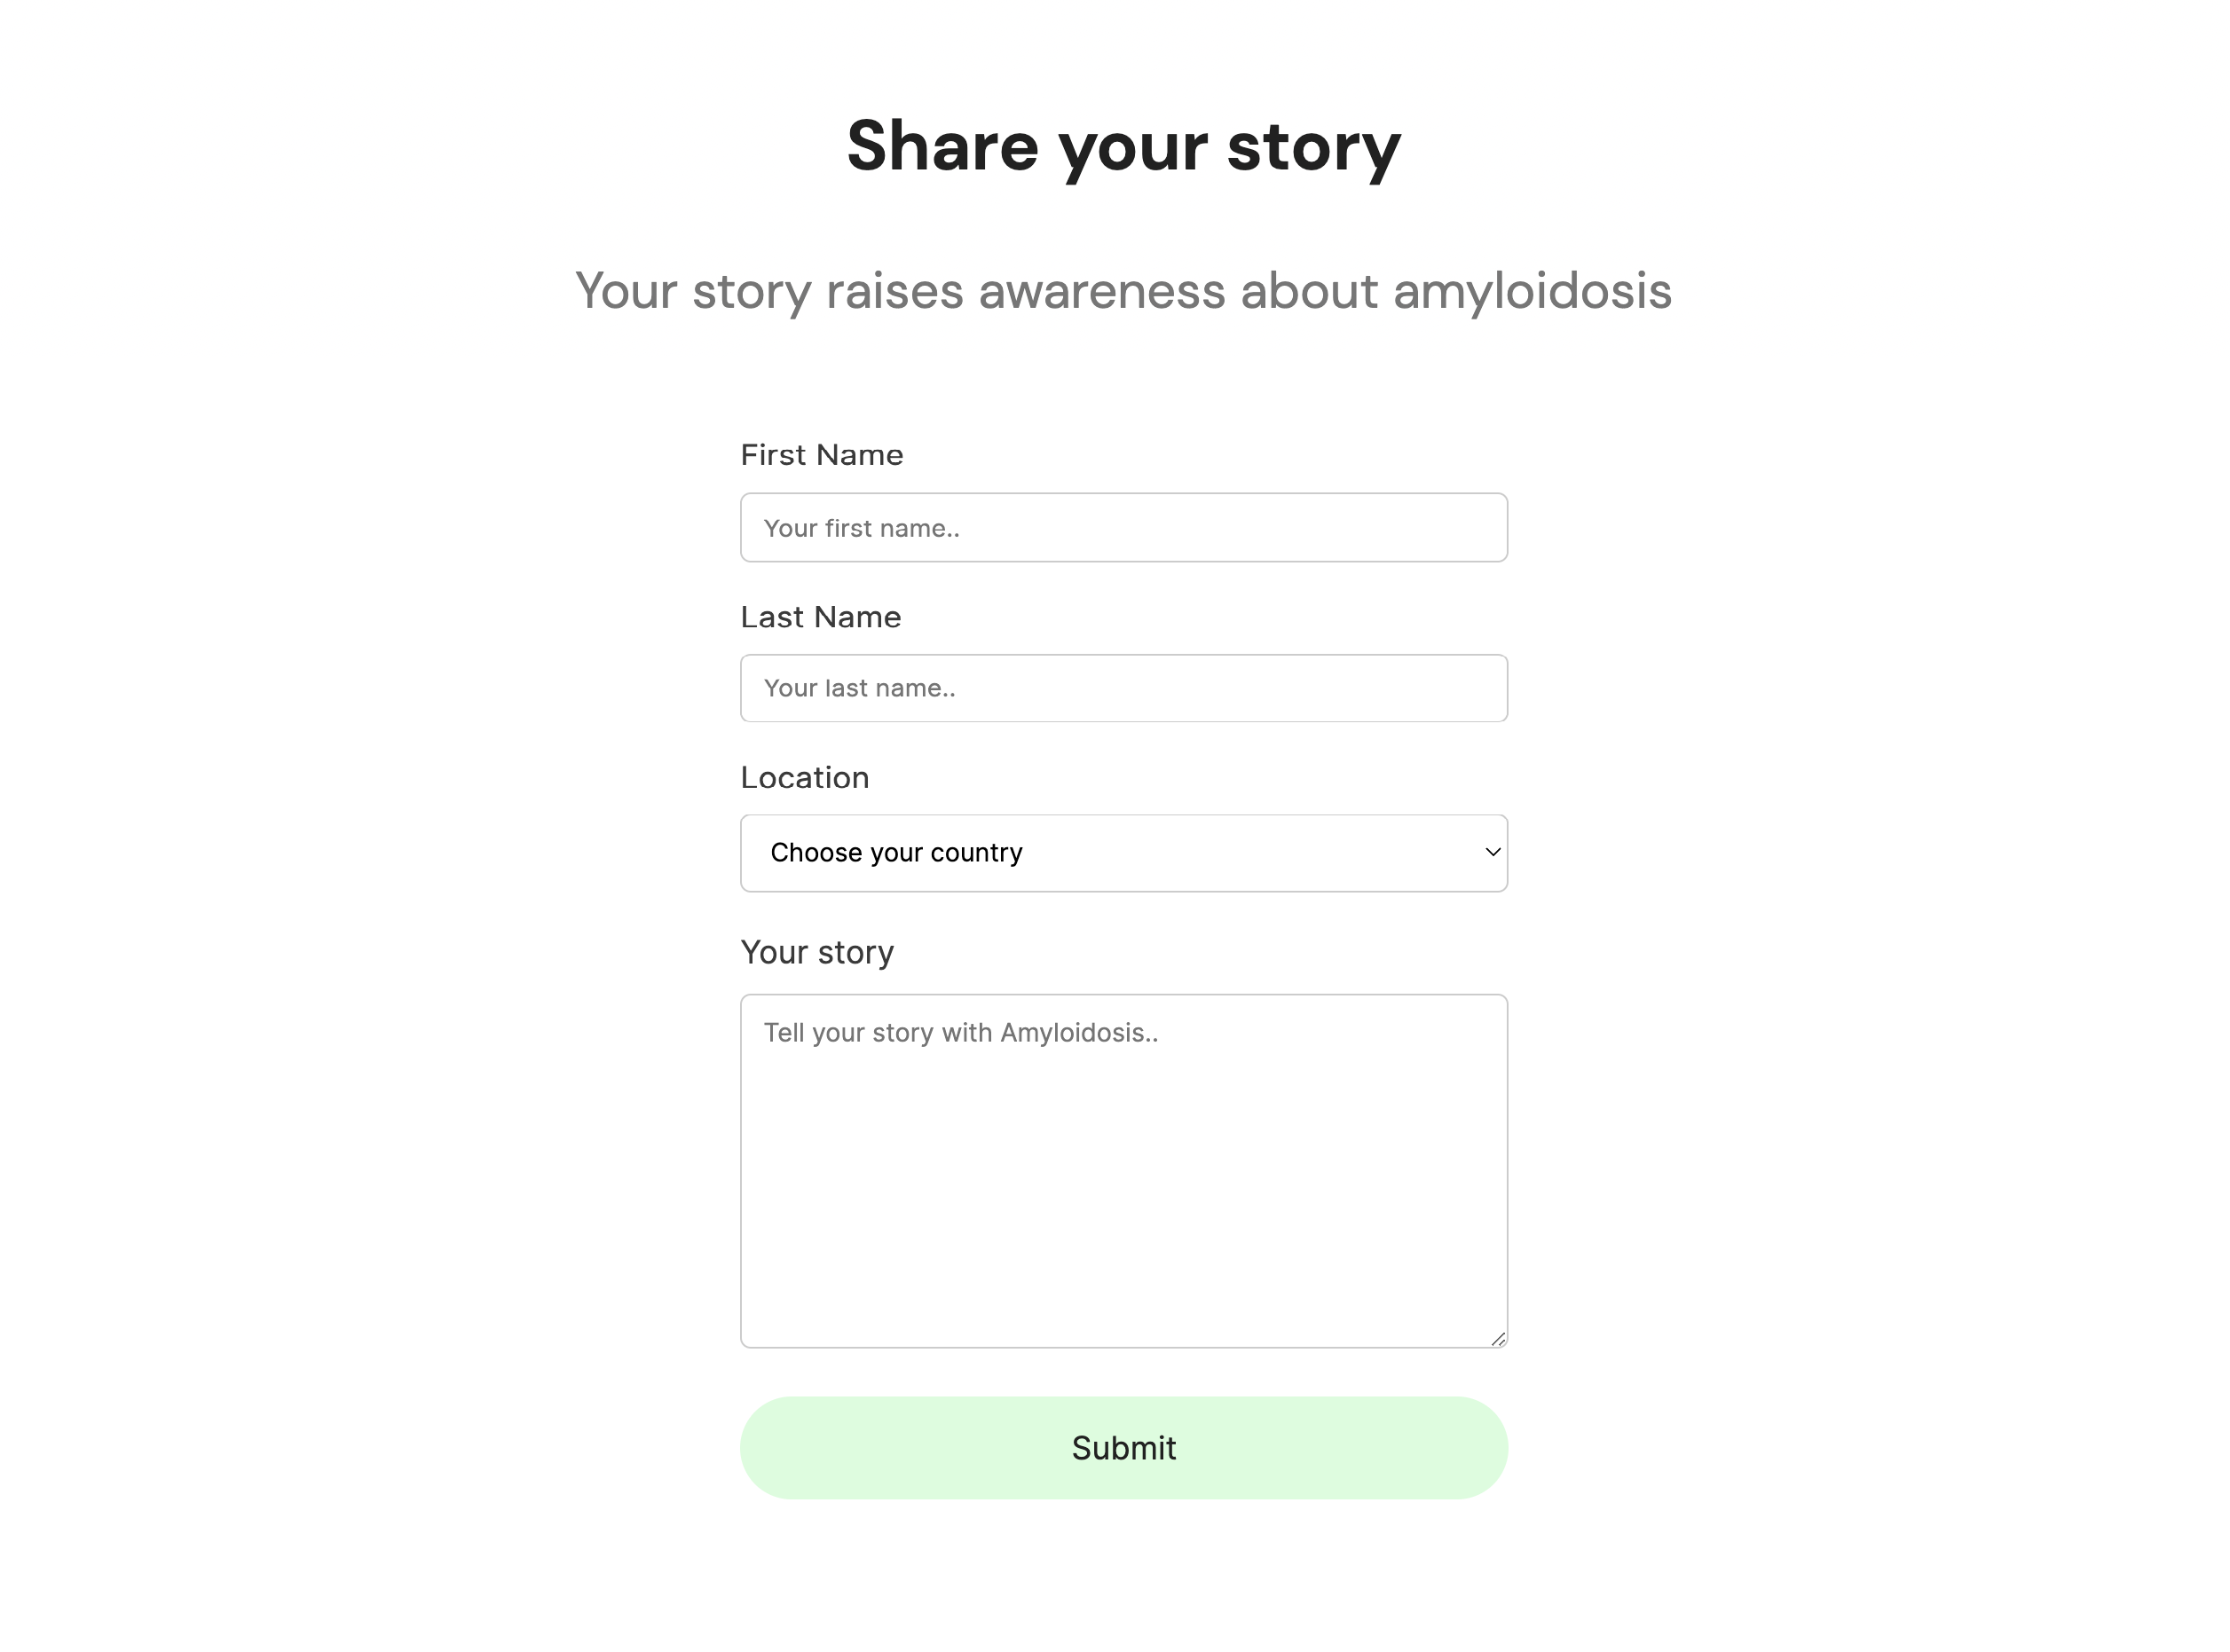 Share your story
Your story raises awareness about amyloidosis
First Name
Your first name..
Last Name
Your last name..
Location
Choose your country
Your story
Tell your story with Amyloidosis..
Submit